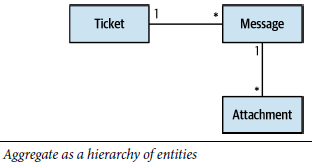 Ticket 1 * Message
1
*
Attachment
Aggregate as a hierarchy of entities